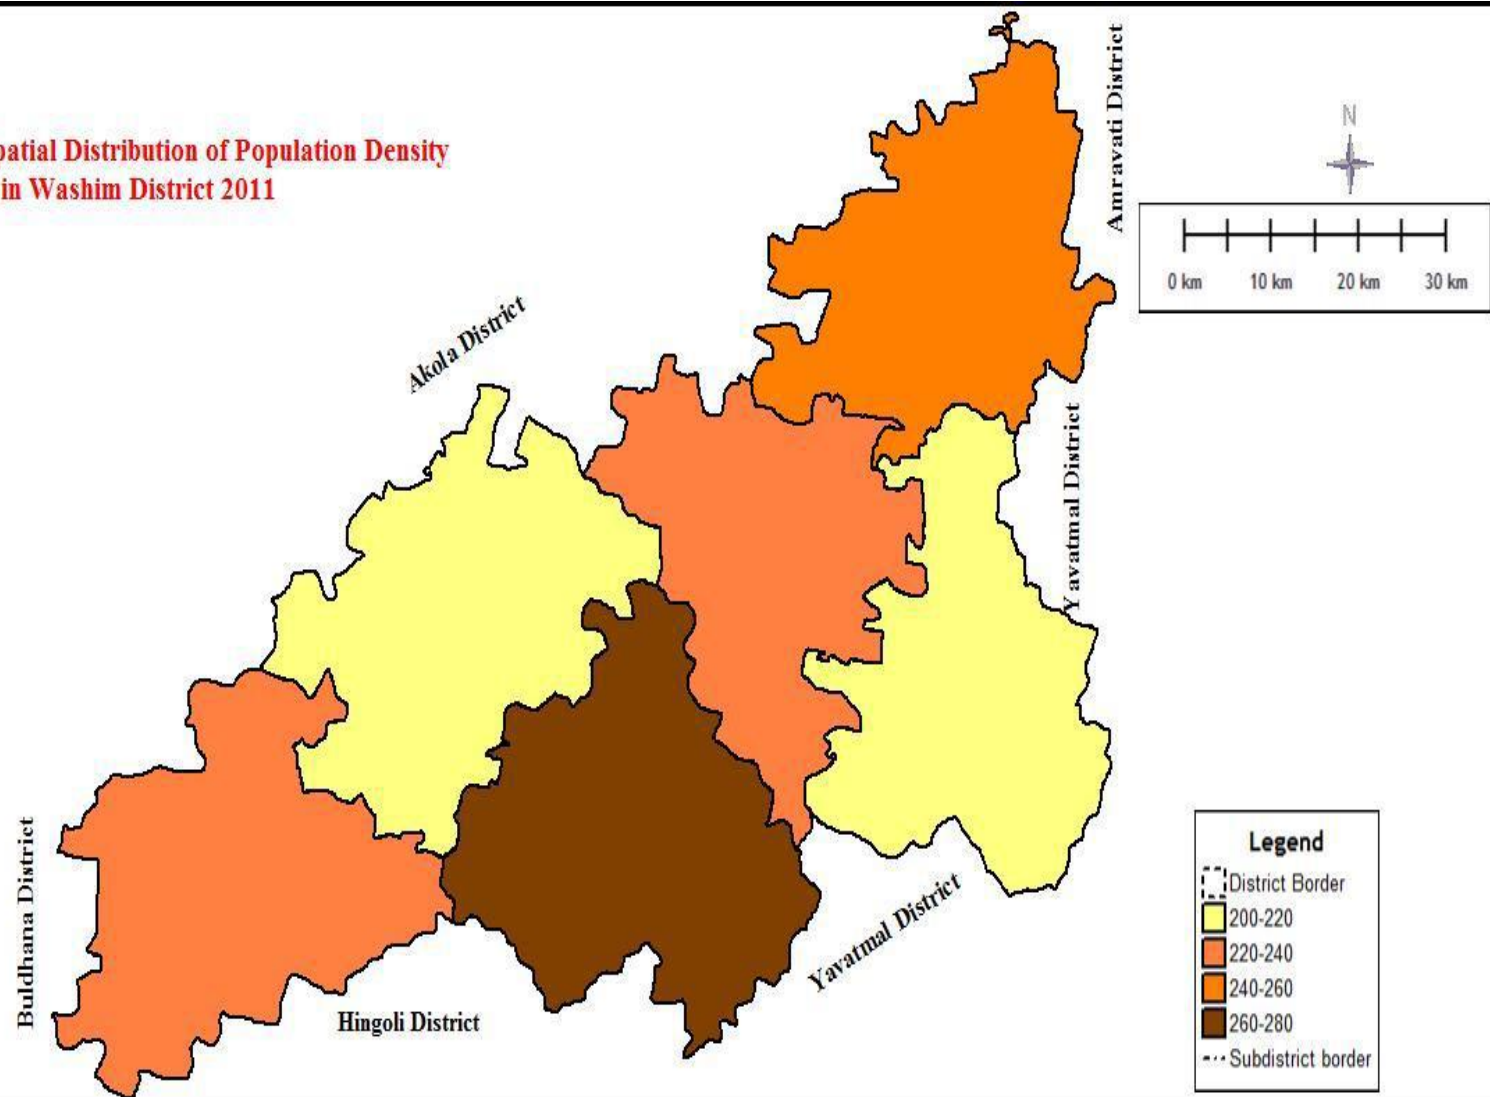 patial Distribution of Population Density
in Washim District 2011
Amravati District
N
0 km 10 km 20 km 30 km
Akola District
Yavatmal District
Buldhana District
Hingoli District
Yavatmal District
Legend
District Border
200-220
220-240
240-260
260-280
Subdistrict border